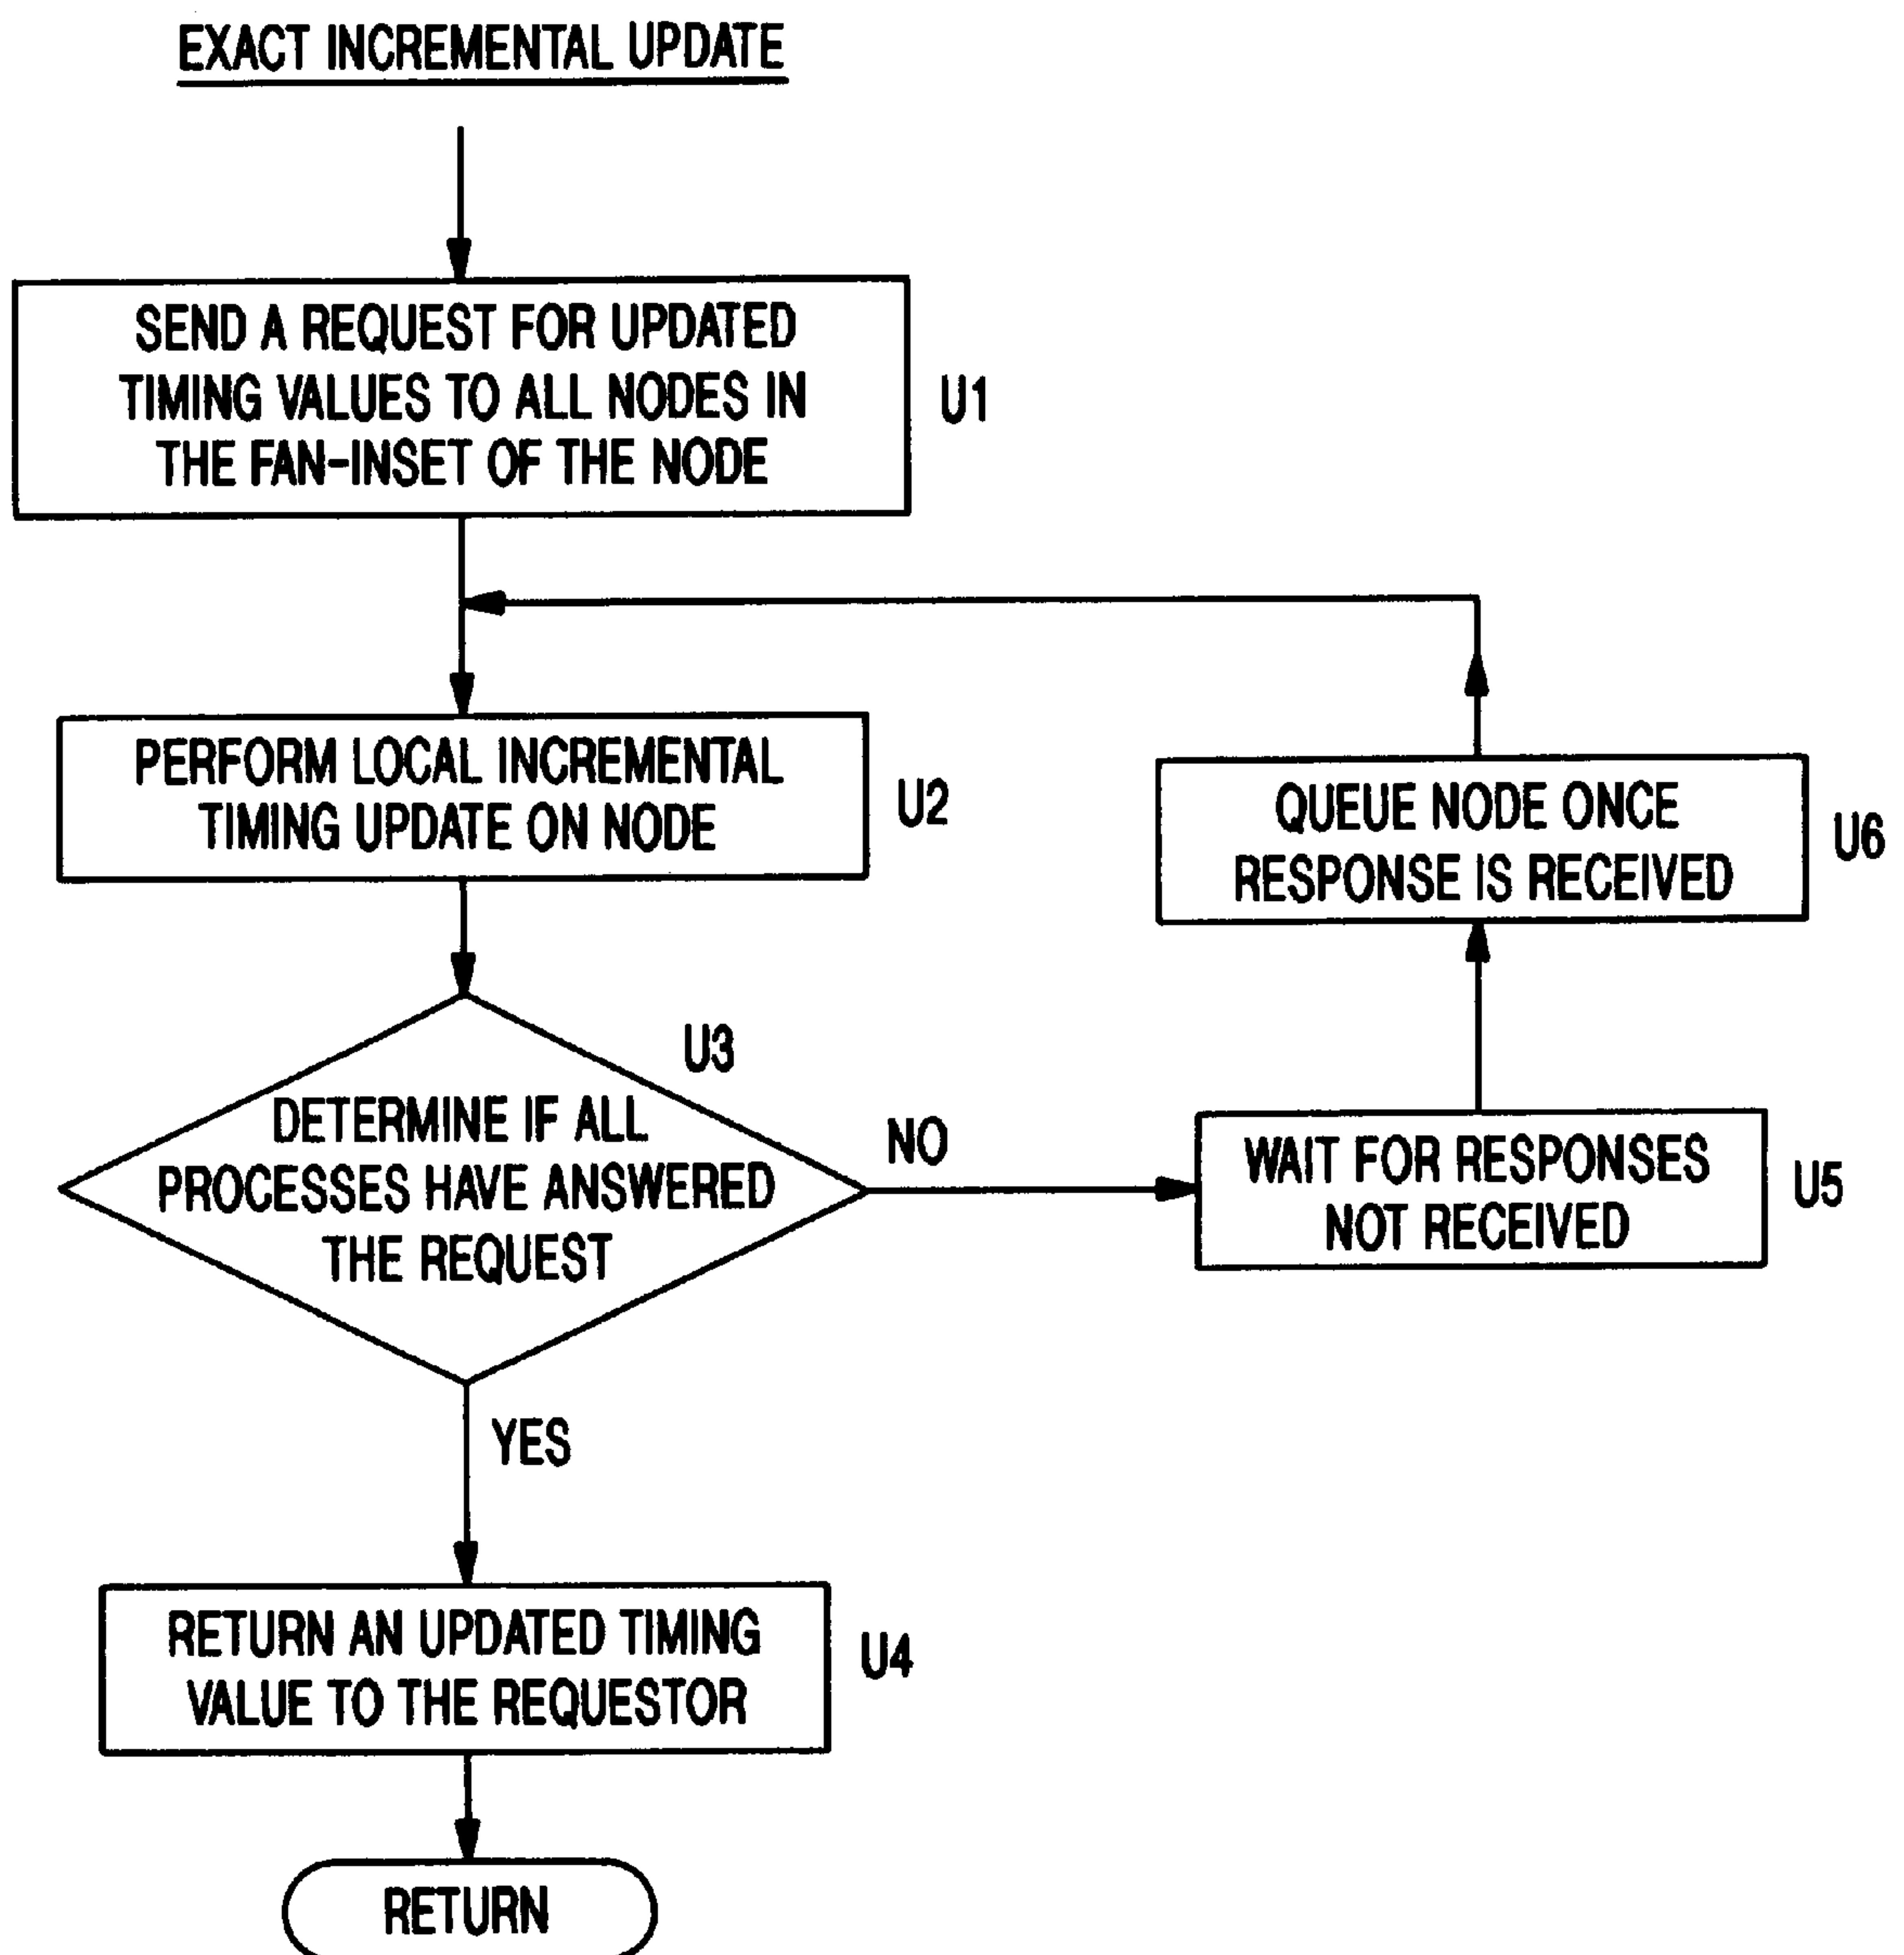 EXACT INCREMENTAL UPDATE
SEND A REQUEST FOR UPDATED
TIMING VALUES TO ALL NODES IN
THE FAN-INSET OF THE NODE
U1
PERFORM LOCAL INCREMENTAL
TIMING UPDATE ON NODE
U2
U3
DETERMINE IF ALL
PROCESSES HAVE ANSWERED
THE REQUEST
NO
YES
WAIT FOR RESPONSES
NOT RECEIVED
U5
QUEUE NODE ONCE
RESPONSE IS RECEIVED
U6
RETURN AN UPDATED TIMING
VALUE TO THE REQUESTOR
U4
RETURN